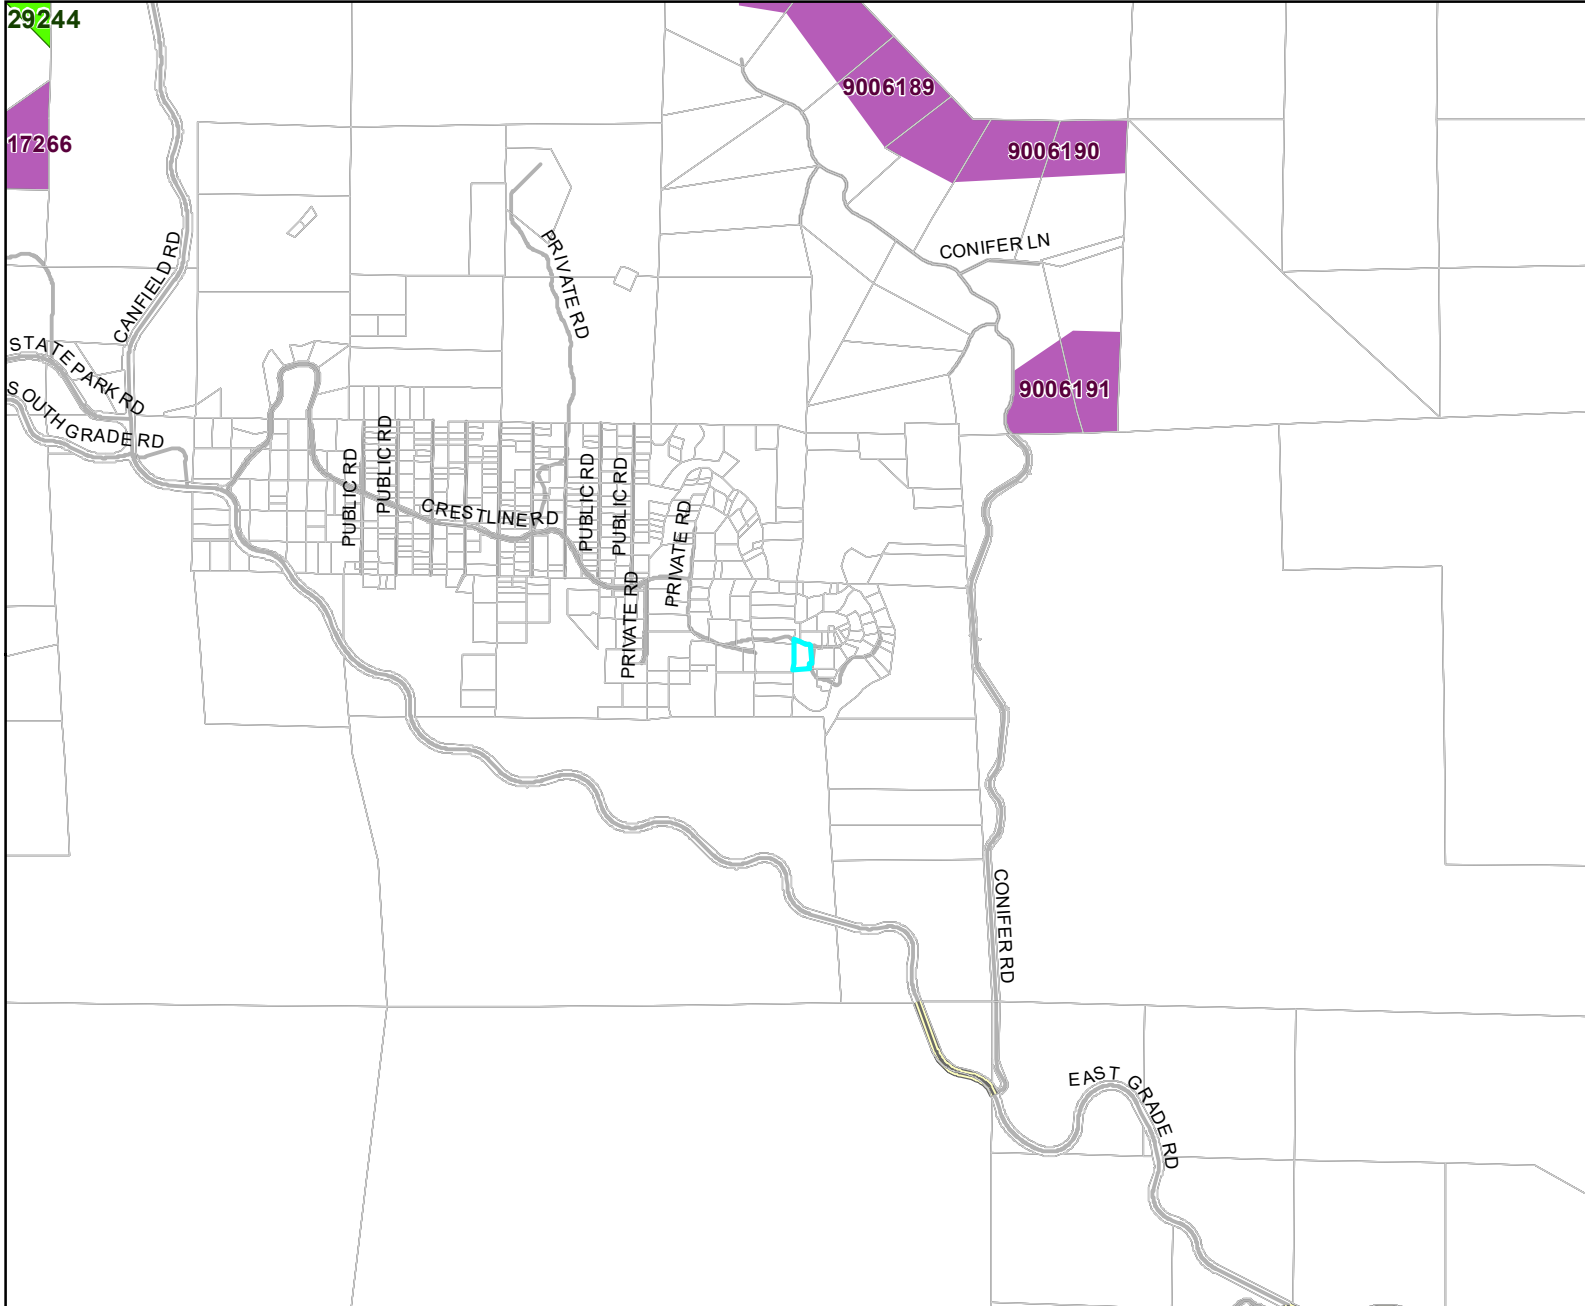 29244
9006189
17266
9006190
CANFIELD RD
PRIVATE RD
CONIFER LN
STATE PARK RD
SOUTH GRADE RD
9006191
PUBLIC RD
PUBLIC RD
CRESTLINE RD
PUBLIC RD
PUBLIC RD
PRIVATE RD
PRIVATE RD
CONIFER RD
EAST GRADE RD